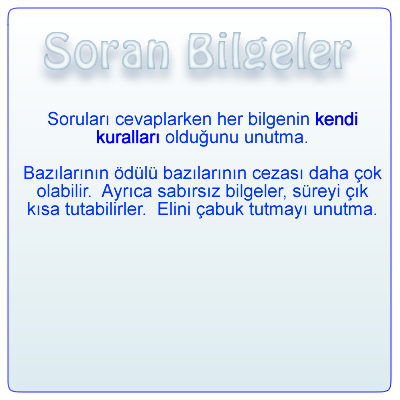 Soran Bilgeler
Soruları cevaplarken her bilgenin kendi
kuralları olduğunu unutma.
Bazılarının ödülü bazılarının cezası daha çok
olabilir. Ayrıca sabırsız bilgeler, süreyi çık
kısa tutabilirler. Elini çabuk tutmayı unutma.